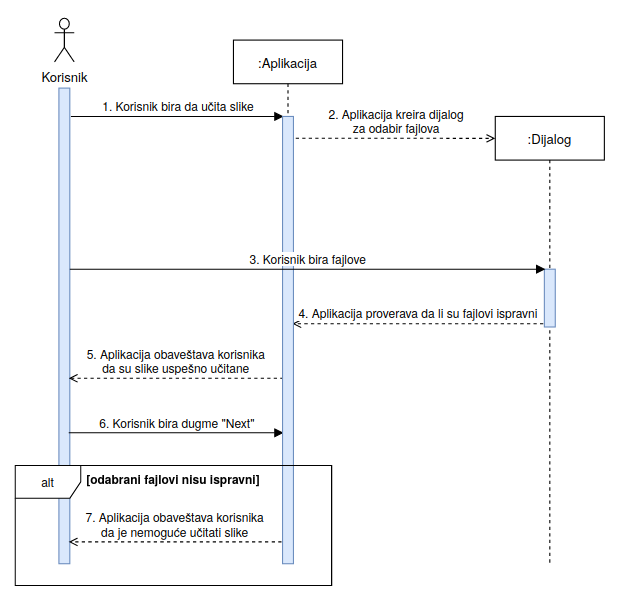 Korisnik
:Aplikacija
:Dijalog
1. Korisnik bira da učita slike
2. Aplikacija kreira dijalog
za odabir fajlova
3. Korisnik bira fajlove
4. Aplikacija proverava da li su fajlovi ispravni
5. Aplikacija obaveštava korisnika
da su slike uspešno učitane
6. Korisnik bira dugme "Next"
alt
[odabrani fajlovi nisu ispravni]
7. Aplikacija obaveštava korisnika
da je nemoguće učitati slike